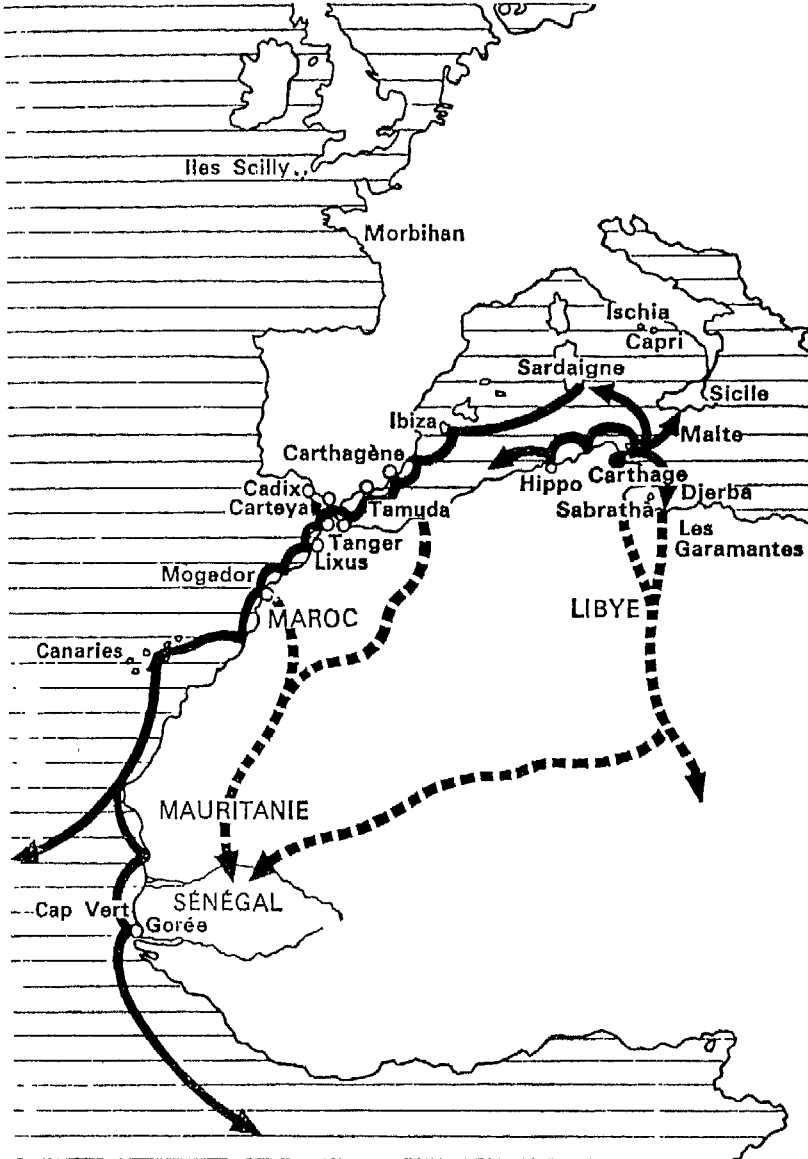 Iles Scilly
Morbihan
Ischia
Capri
Sardaigne
Sicile
Ibiza
Malte
Carthagène
Hippo
Carthage
Cadix
Djerba
Carteya
Tamuda
Sabratha
Les
Garamantes
Tanger
Lixus
Mogador
MAROC
LIBYE
Canaries
MAURITANIE
SÉNÉGAL
Cap Vert
Gorée